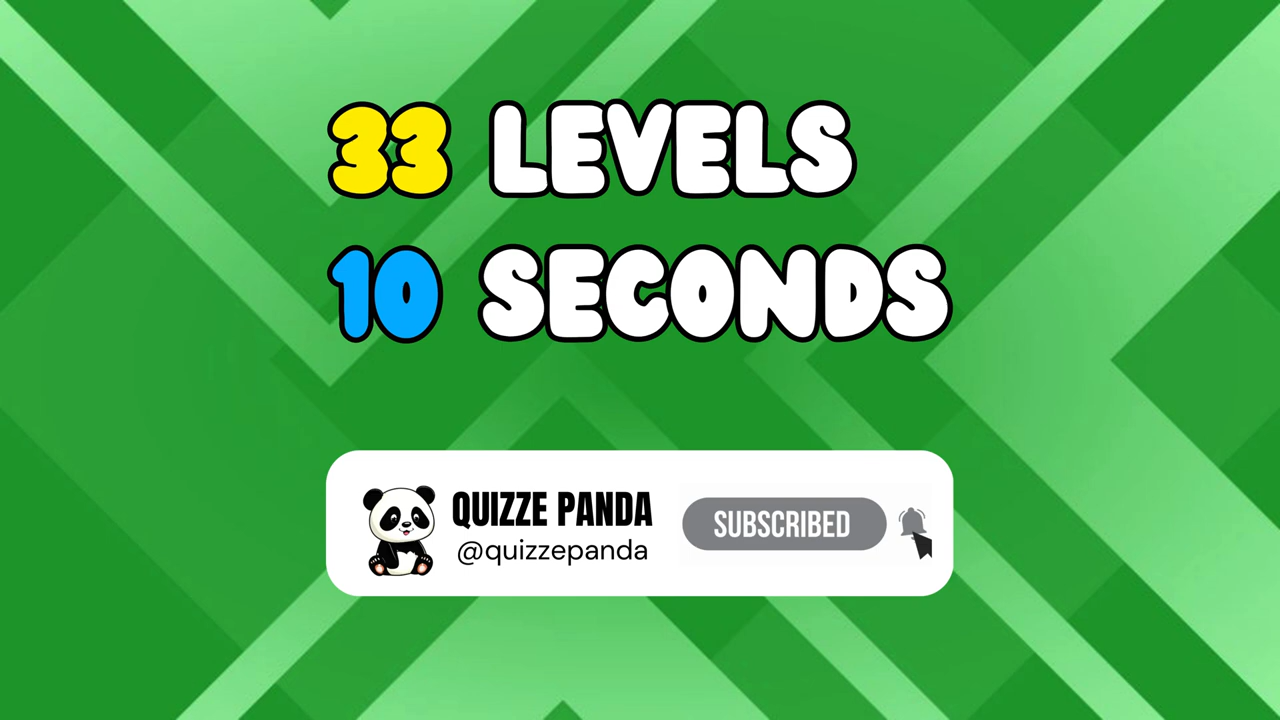 33 LEVELS
10 SECONDS
QUIZZE PANDA
@quizzepanda
SUBSCRIBED